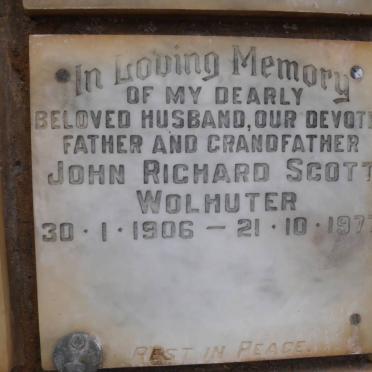 In Loving Memory
OF MY DEARLY
BELOVED HUSBAND, OUR DEVOTE
FATHER AND GRANDFATHER
JOHN RICHARD SCOTT
WOLHUTER
30 · 1 · 1906 — 21 · 10 · 197
REST IN PEACE.